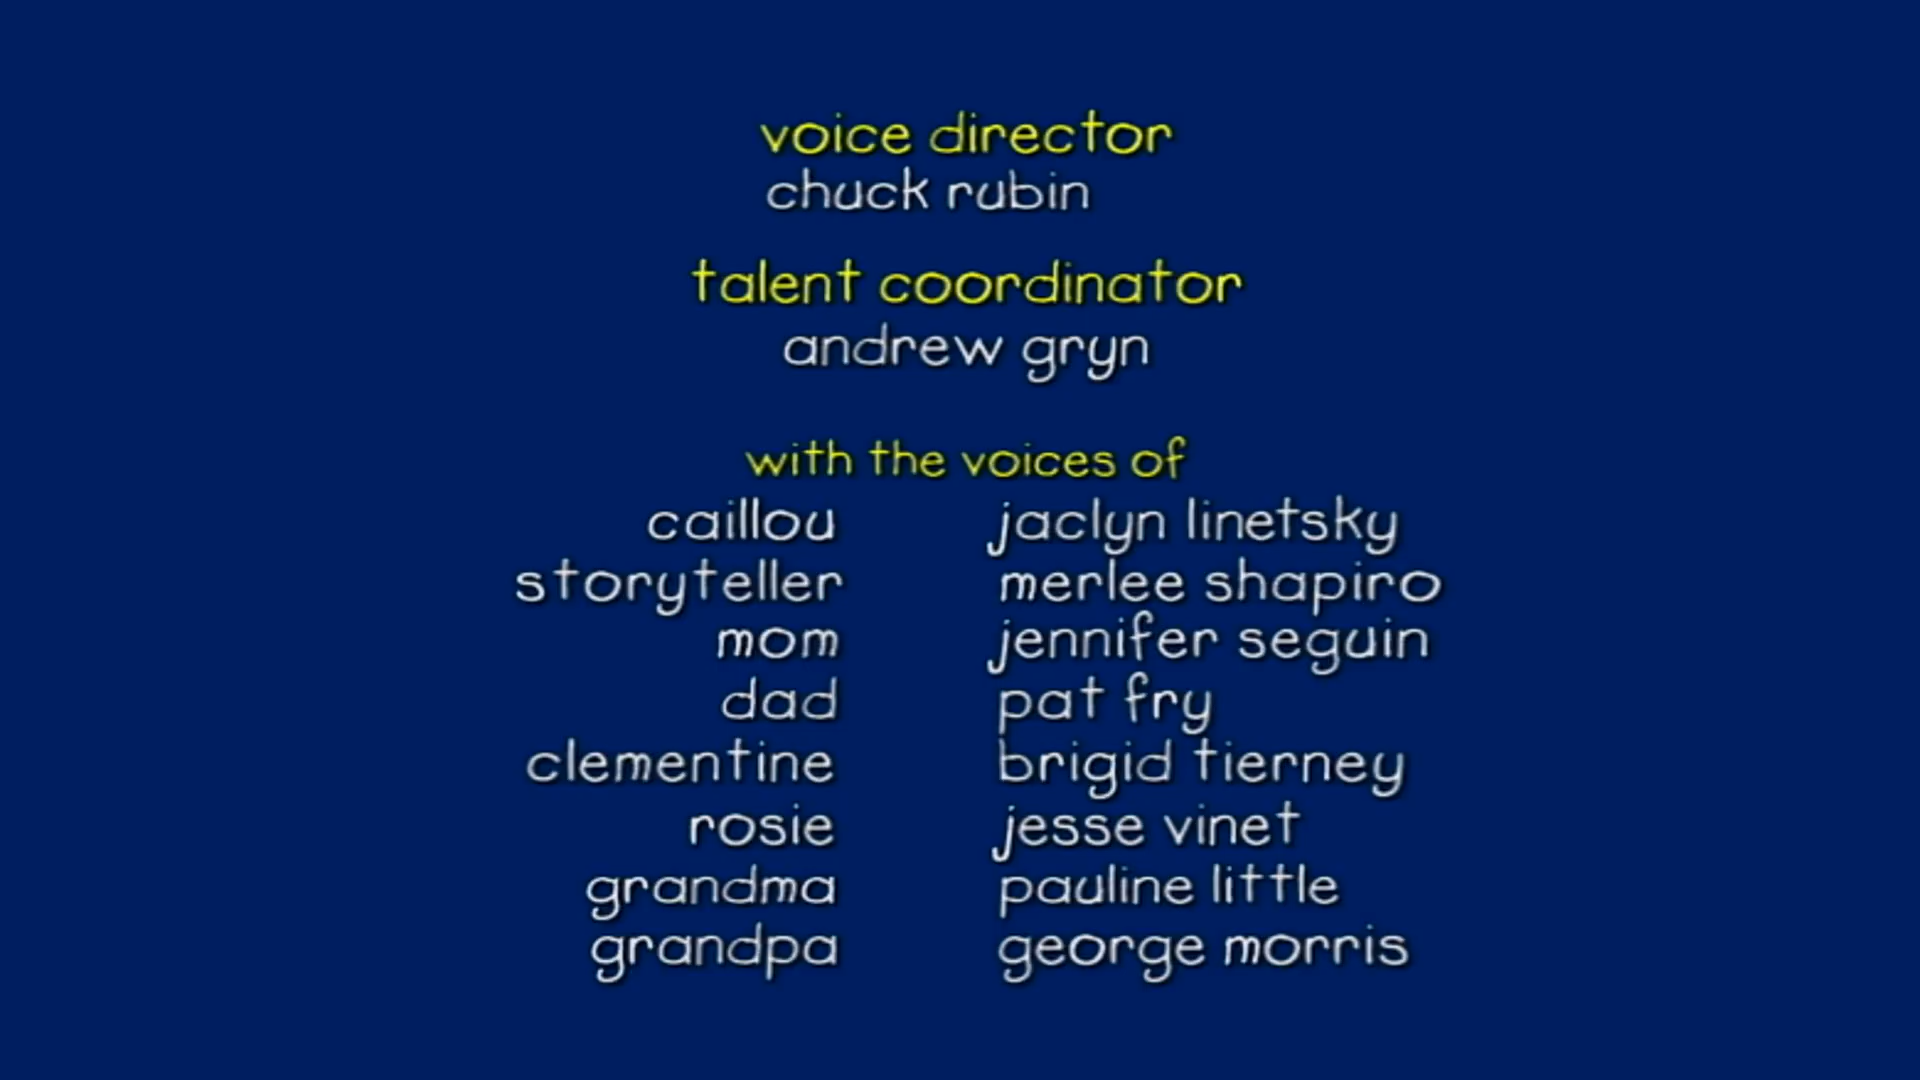 voice director
chuck rubin
talent coordinator
andrew gryn
with the voices of
caillou jaclyn linetsky
storyteller merlee shapiro
mom jennifer seguin
dad pat fry
clementine brigid tierney
rosie jesse vinet
grandma pauline little
grandpa george morris